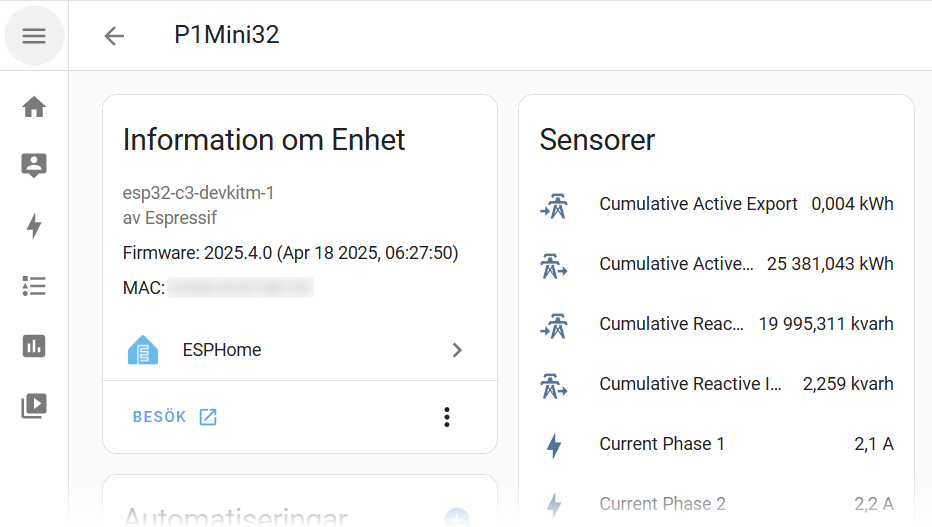 P1Mini32
Information om Enhet
esp32-c3-devkitm-1
av Espressif
Firmware: 2025.4.0 (Apr 18 2025, 06:27:50)
MAC:
ESPHome
BESÖK
Automatiseringar
Sensorer
Cumulative Active Export 0,004 kWh
Cumulative Active... 25 381,043 kWh
Cumulative Reac... 19 995,311 kvarh
Cumulative Reactive I... 2,259 kvarh
Current Phase 1 2,1 A
Current Phase 2 2,2 A